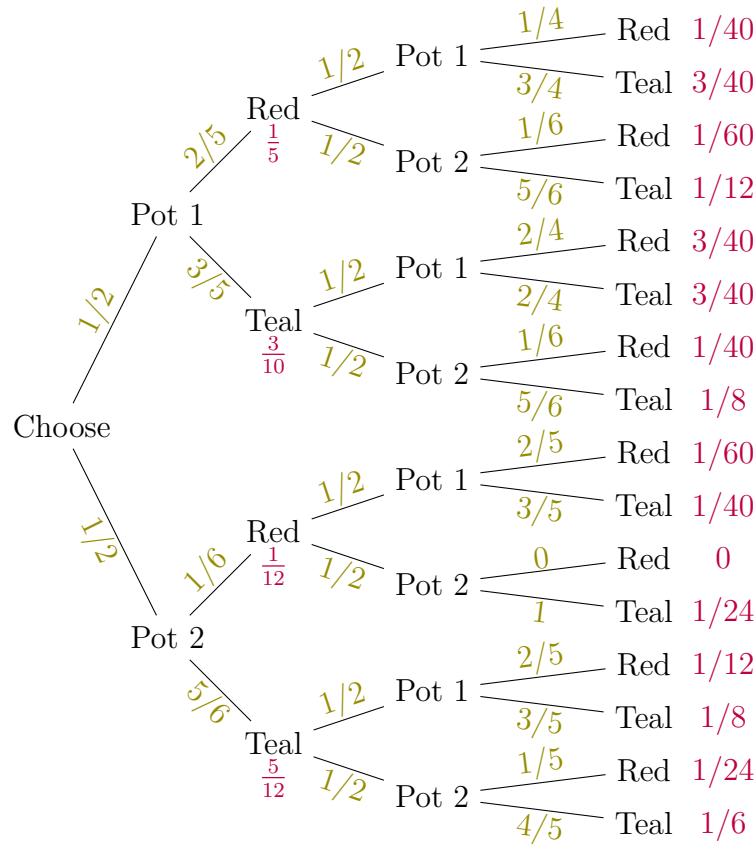 1/4 Red 1/40
1/2 Pot 1
3/4 Teal 3/40
Red
1/5
2/5
1/6 Red 1/60
1/2 Pot 2
5/6 Teal 1/12
Pot 1
2/4 Red 3/40
1/2 Pot 1
3/5
2/4 Teal 3/40
Teal
3/10
1/6 Red 1/40
1/2 Pot 2
5/6 Teal 1/8
1/2
Choose
2/5 Red 1/60
1/2 Pot 1
3/5 Teal 1/40
1/2
Red
1/12
1/6
0 Red 0
1/2 Pot 2
1 Teal 1/24
Pot 2
2/5 Red 1/12
1/2 Pot 1
5/6
3/5 Teal 1/8
Teal
5/12
1/5 Red 1/24
1/2 Pot 2
4/5 Teal 1/6